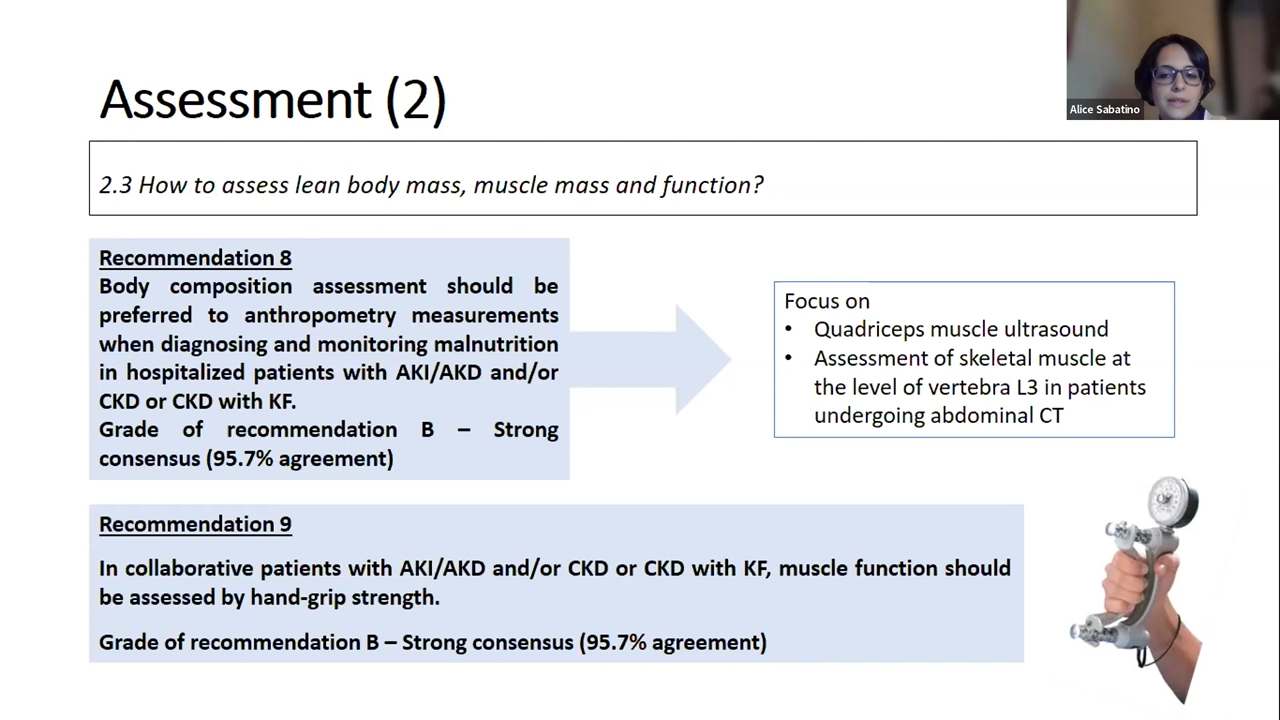 Assessment (2)
Alice Sabatino
2.3 How to assess lean body mass, muscle mass and function?
Recommendation 8
Body composition assessment should be
preferred to anthropometry measurements
when diagnosing and monitoring malnutrition
in hospitalized patients with AKI/AKD and/or
CKD or CKD with KF.
Grade of recommendation B – Strong
consensus (95.7% agreement)
Focus on
• Quadriceps muscle ultrasound
• Assessment of skeletal muscle at
the level of vertebra L3 in patients
undergoing abdominal CT
Recommendation 9
In collaborative patients with AKI/AKD and/or CKD or CKD with KF, muscle function should
be assessed by hand-grip strength.
Grade of recommendation B – Strong consensus (95.7% agreement)